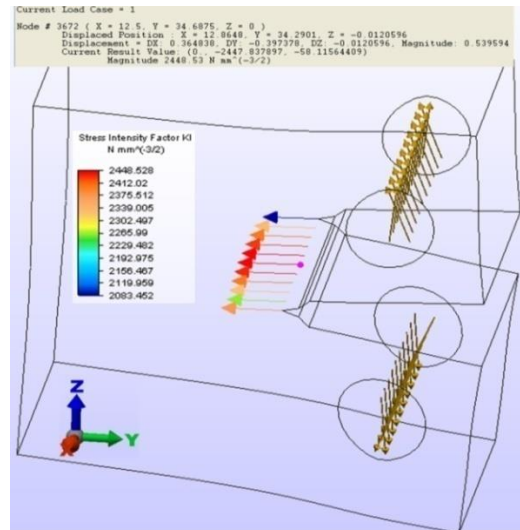 Current Load Case = 1
Node # 3672 ( X = 12.5, Y = 34.6875, Z = 0 )
Displaced Position : X = 12.8648, Y = 34.2901, Z = -0.0120596
Displacement = DX: 0.364838, DY: -0.397378, DZ: -0.0120596, Magnitude: 0.539594
Current Result Value: (0., -2447.837897, -58.11564409)
Magnitude 2448.53 N mm^(-3/2)
Stress Intensity Factor KI
N mm^(-3/2)
2448.528
2412.02
2375.512
2339.005
2302.497
2265.99
2229.482
2192.975
2156.467
2119.959
2083.452
Z
Y
X